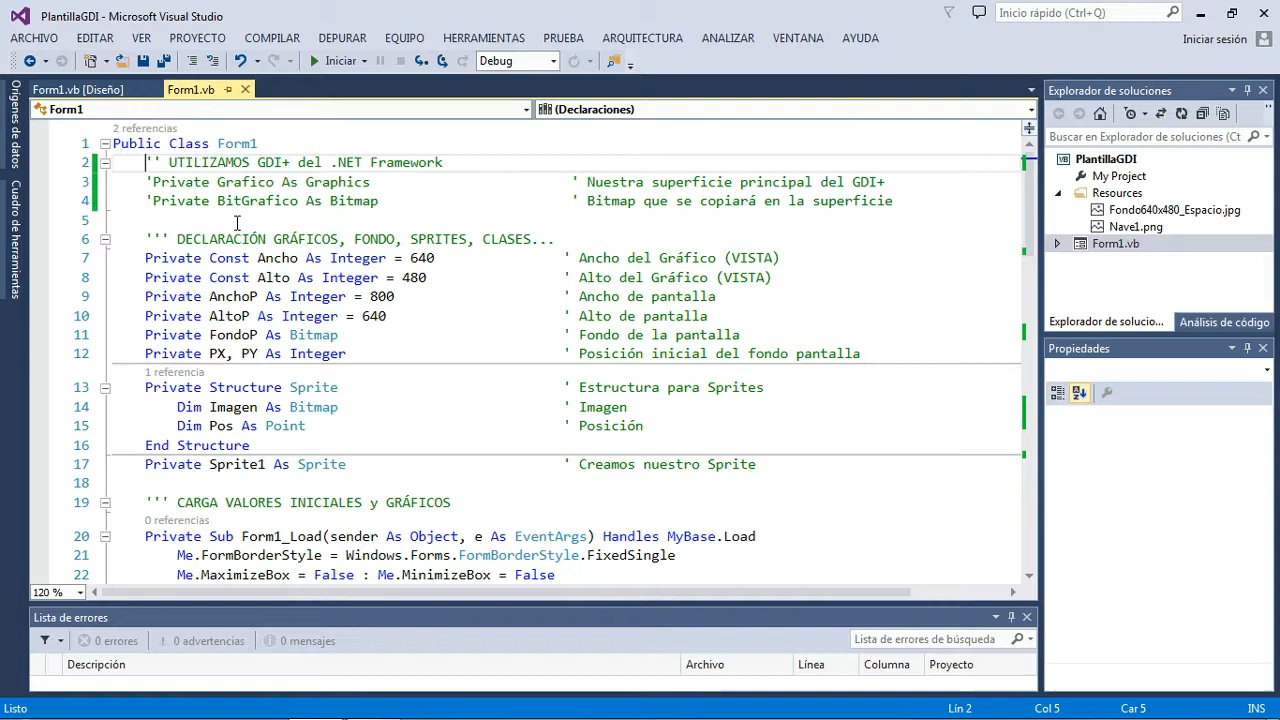 PlantillaGDI - Microsoft Visual Studio
Inicio rápido (Ctrl+Q)
ARCHIVO EDITAR VER PROYECTO COMPILAR DEPURAR EQUIPO HERRAMIENTAS PRUEBA ARQUITECTURA ANALIZAR VENTANA AYUDA
Iniciar sesión
Iniciar
Debug
Orígenes de datos
Cuadro de herramientas
Form1.vb [Diseño]
Form1.vb
Form1
(Declaraciones)
2 referencias
1 Public Class Form1
2 '' UTILIZAMOS GDI+ del .NET Framework
3 'Private Grafico As Graphics ' Nuestra superficie principal del GDI+
4 'Private BitGrafico As Bitmap ' Bitmap que se copiará en la superficie
5
6 ''' DECLARACIÓN GRÁFICOS, FONDO, SPRITES, CLASES...
7 Private Const Ancho As Integer = 640 ' Ancho del Gráfico (VISTA)
8 Private Const Alto As Integer = 480 ' Alto del Gráfico (VISTA)
9 Private AnchoP As Integer = 800 ' Ancho de pantalla
10 Private AltoP As Integer = 640 ' Alto de pantalla
11 Private FondoP As Bitmap ' Fondo de la pantalla
12 Private PX, PY As Integer ' Posición inicial del fondo pantalla
1 referencia
13 Private Structure Sprite ' Estructura para Sprites
14 Dim Imagen As Bitmap ' Imagen
15 Dim Pos As Point ' Posición
16 End Structure
17 Private Sprite1 As Sprite ' Creamos nuestro Sprite
18
19 ''' CARGA VALORES INICIALES y GRÁFICOS
0 referencias
20 Private Sub Form1_Load(sender As Object, e As EventArgs) Handles MyBase.Load
21 Me.FormBorderStyle = Windows.Forms.FormBorderStyle.FixedSingle
22 Me.MaximizeBox = False : Me.MinimizeBox = False
120 %
Explorador de soluciones
Buscar en Explorador de soluciones (Ctrl+
PlantillaGDI
My Project
Resources
Fondo640x480_Espacio.jpg
Nave1.png
Form1.vb
Explorador de solucio...
Análisis de código
Propiedades
Lista de errores
0 errores
0 advertencias
0 mensajes
Lista de errores de búsqueda
Descripción Archivo Línea Columna Proyecto
Listo
Lín 2 Col 5 Car 5 INS